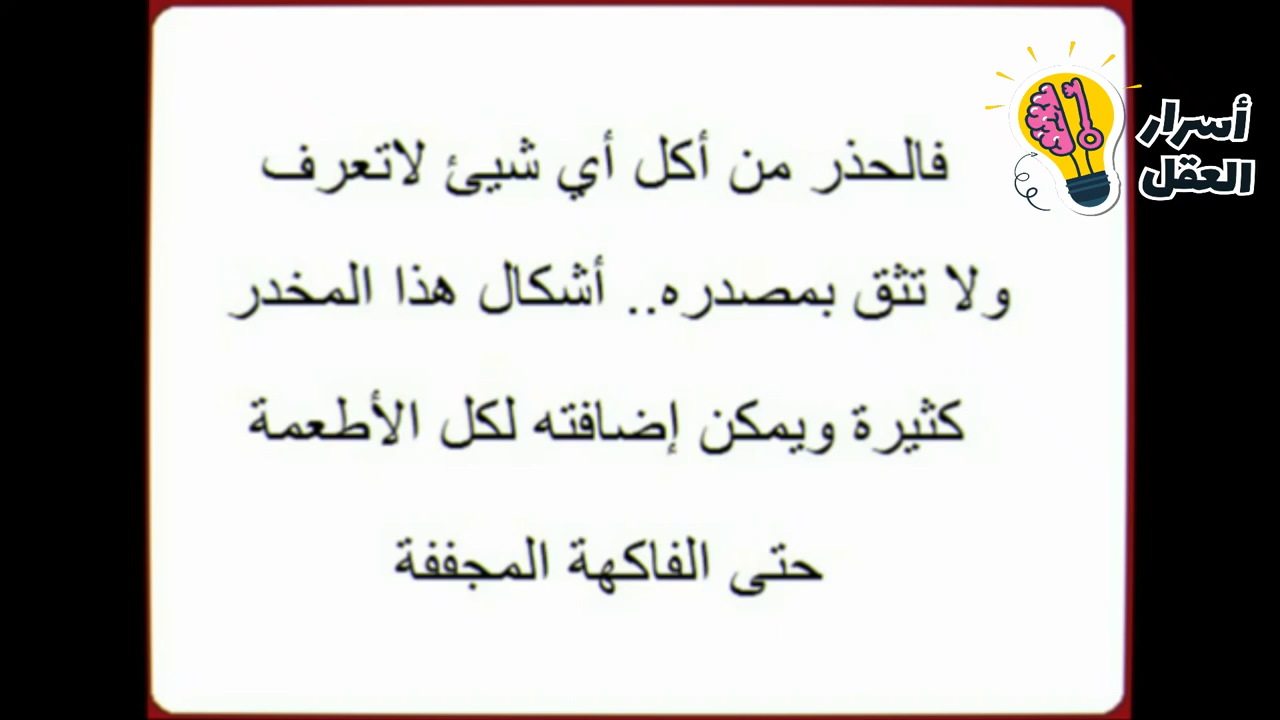 فالحذر من أكل أي شيئ لاتعرف
ولا تثق بمصدره.. أشكال هذا المخدر
كثيرة ويمكن إضافته لكل الأطعمة
حتى الفاكهة المجففة
أسرار
العقل